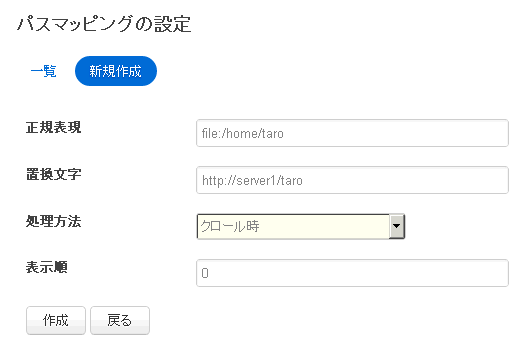 パスマッピングの設定
一覧 新規作成
正規表現 file:/home/taro
置換文字 http://server1/taro
処理方法 クロール時
表示順 0
作成 戻る